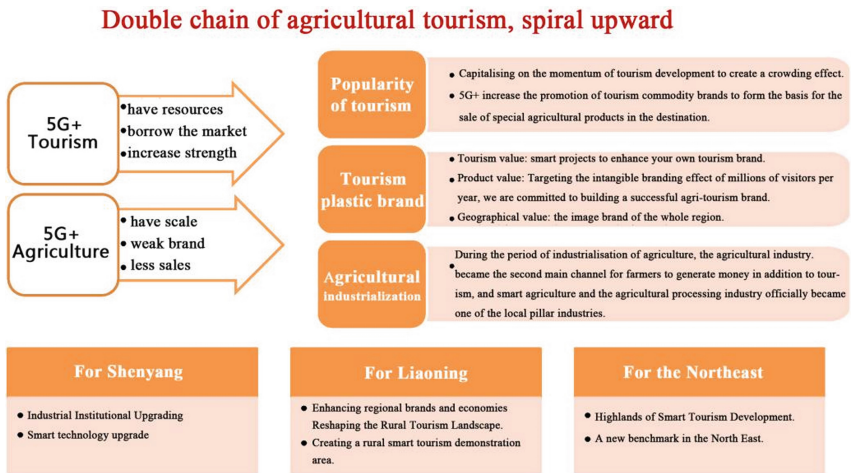 Double chain of agricultural tourism, spiral upward
5G+
Tourism
• have resources
• borrow the market
• increase strength
5G+
Agriculture
• have scale
• weak brand
• less sales
Popularity
of tourism
• Capitalising on the momentum of tourism development to create a crowding effect.
• 5G+ increase the promotion of tourism commodity brands to form the basis for the
sale of special agricultural products in the destination.
Tourism
plastic brand
• Tourism value: smart projects to enhance your own tourism brand.
• Product value: Targeting the intangible branding effect of millions of visitors per
year, we are committed to building a successful agri-tourism brand.
• Geographical value: the image brand of the whole region.
Agricultural
industrialization
During the period of industrialisation of agriculture, the agricultural industry.
• became the second main channel for farmers to generate money in addition to tour-
ism, and smart agriculture and the agricultural processing industry officially became
one of the local pillar industries.
For Shenyang
• Industrial Institutional Upgrading
• Smart technology upgrade
For Liaoning
• Enhancing regional brands and economies
Reshaping the Rural Tourism Landscape.
• Creating a rural smart tourism demonstration
area.
For the Northeast
• Highlands of Smart Tourism Development.
• A new benchmark in the North East.